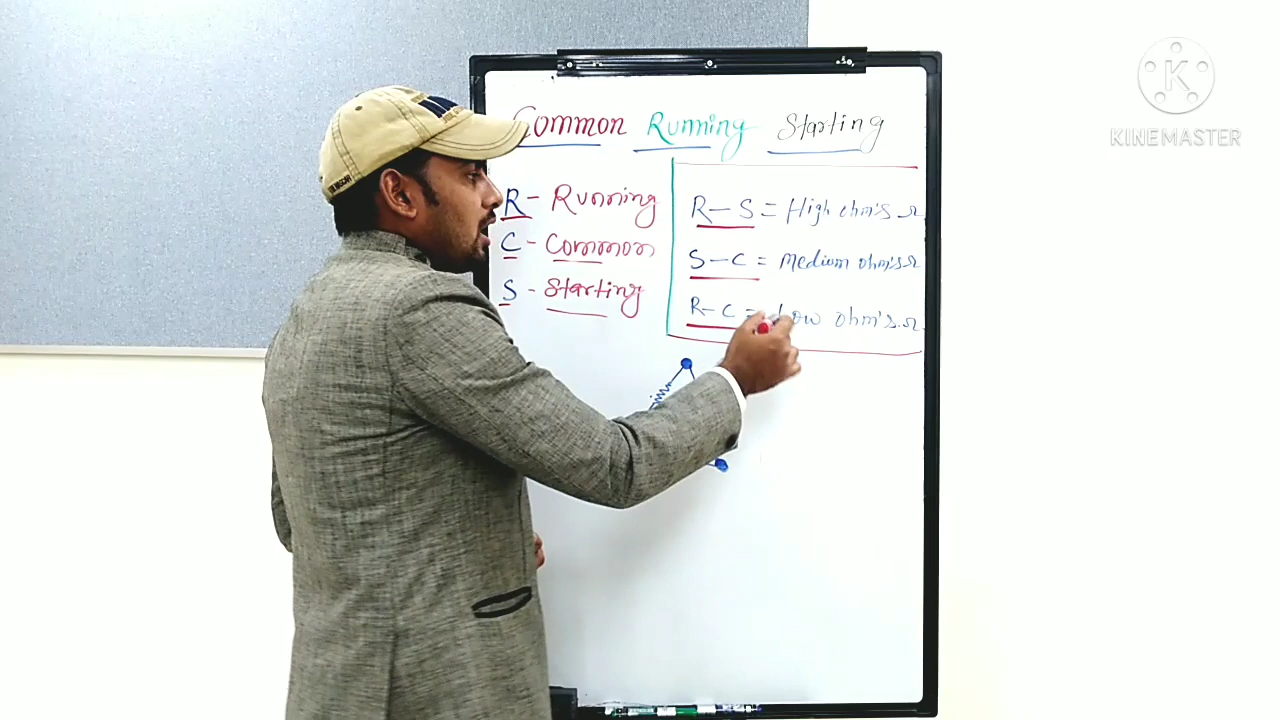 Common Running Starting
R - Running
C - Common
S - Starting
R - S = High ohm's Ω
S - C = Medium ohm's Ω
R - C = Low ohm's Ω
K
KINEMASTER